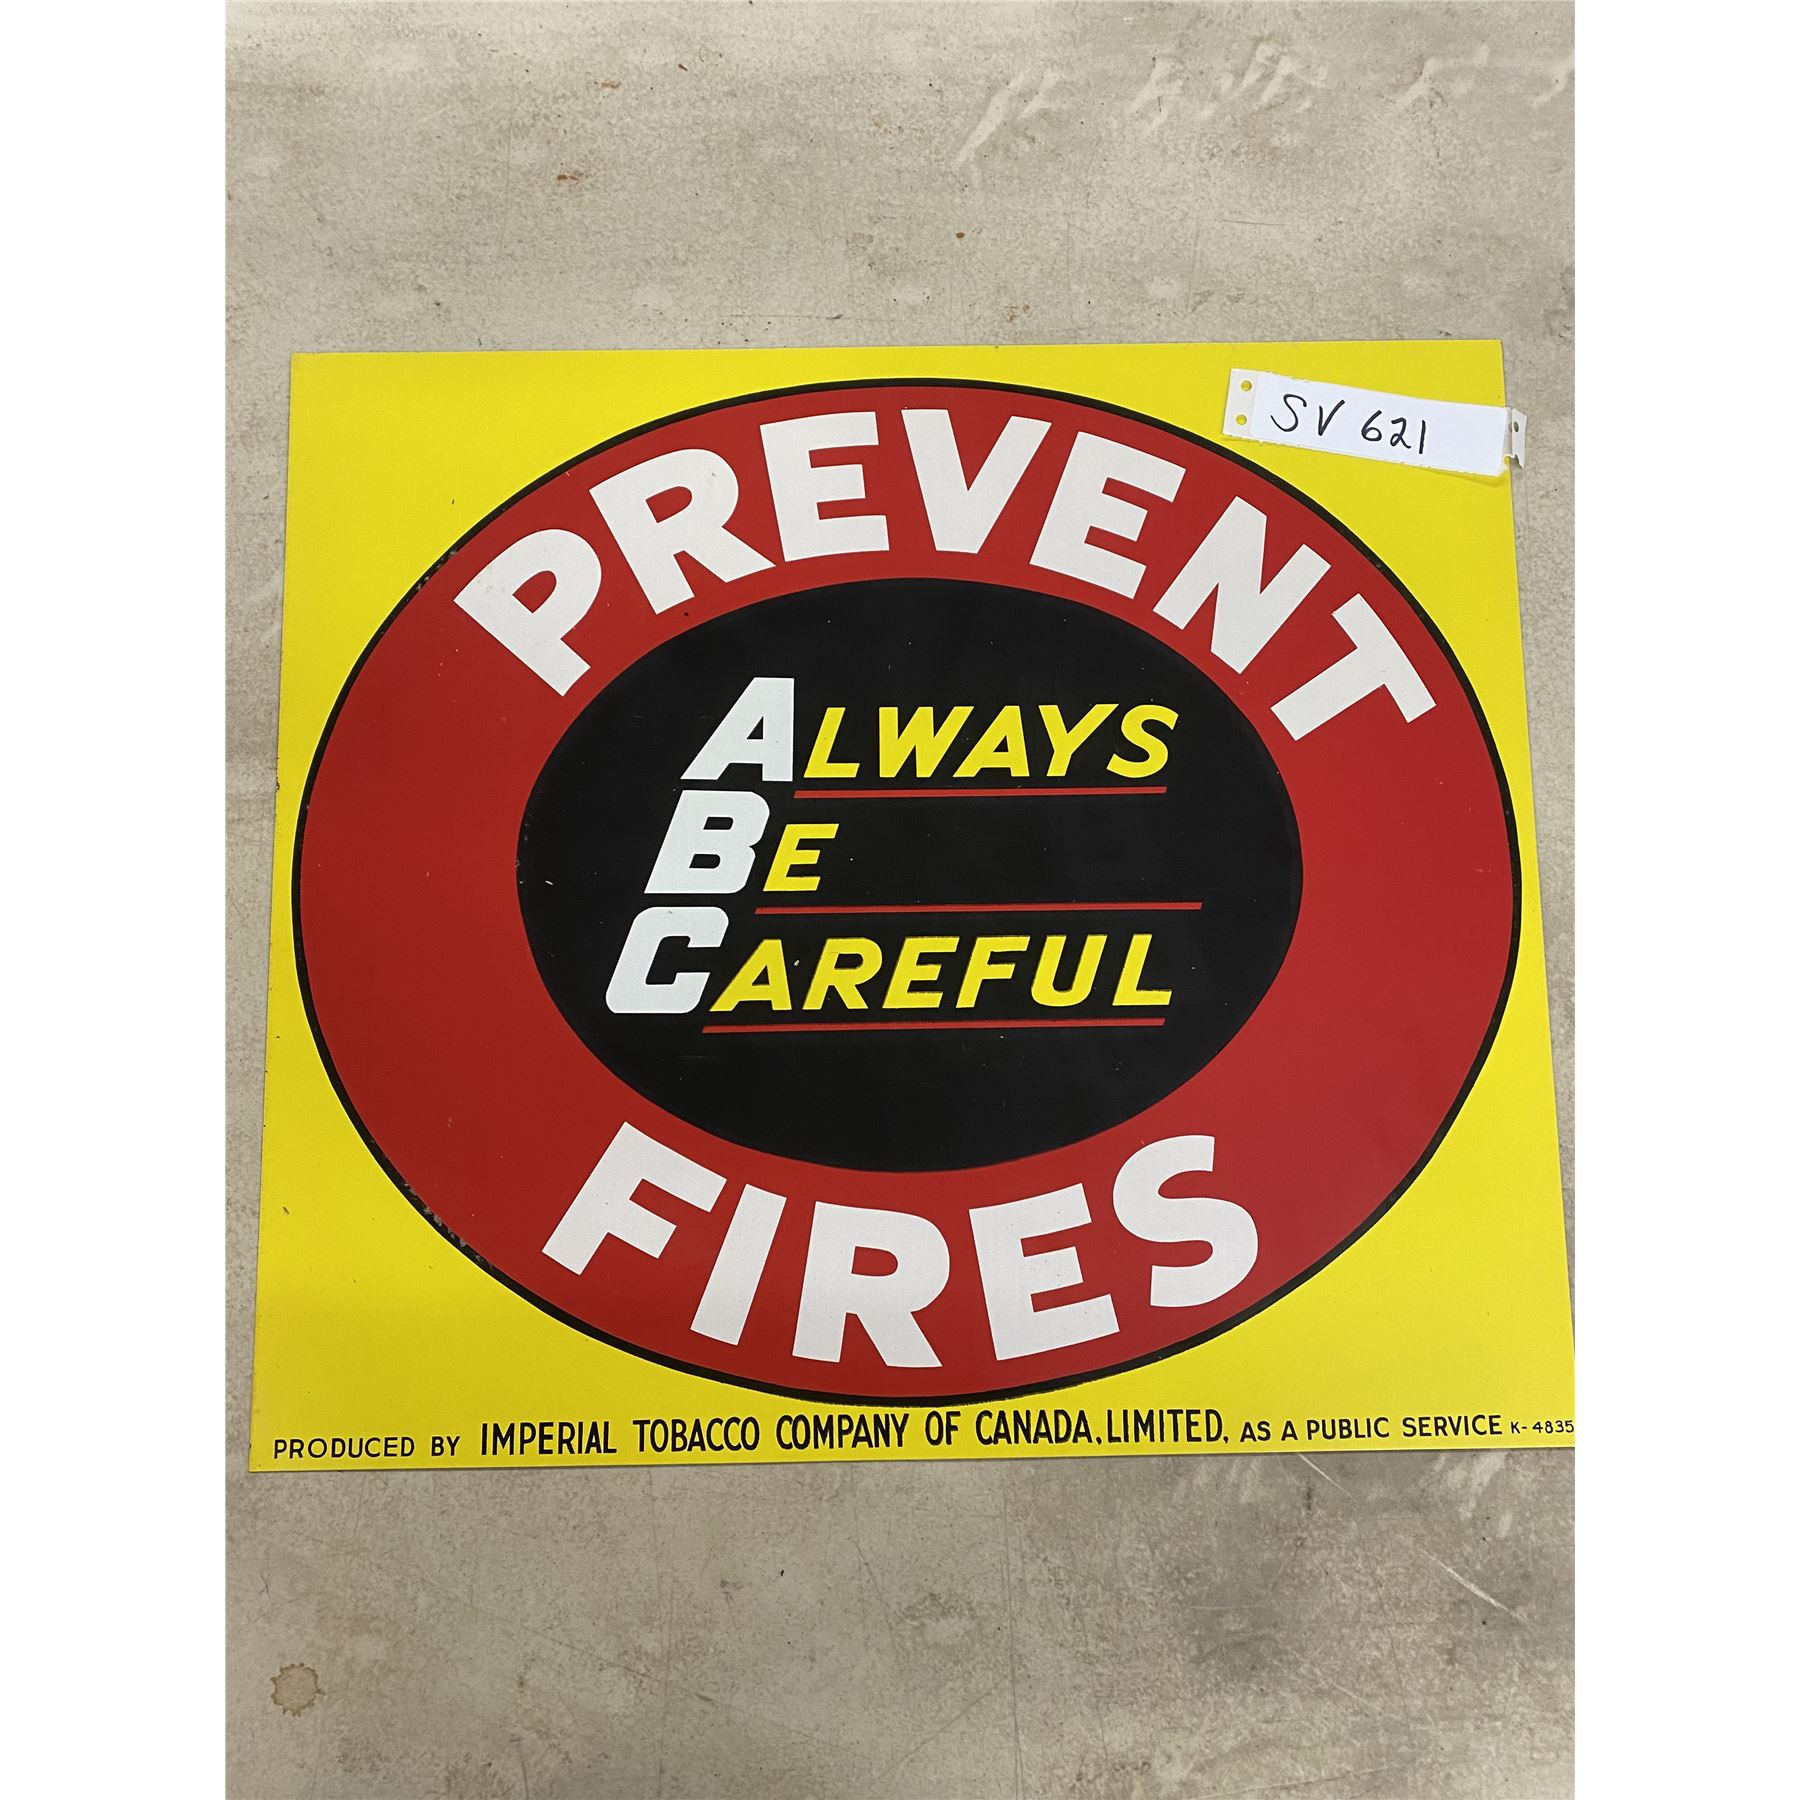 SV 621
PREVENT
ALWAYS
BE
CAREFUL
FIRES
PRODUCED BY IMPERIAL TOBACCO COMPANY OF CANADA, LIMITED, AS A PUBLIC SERVICE K-4835